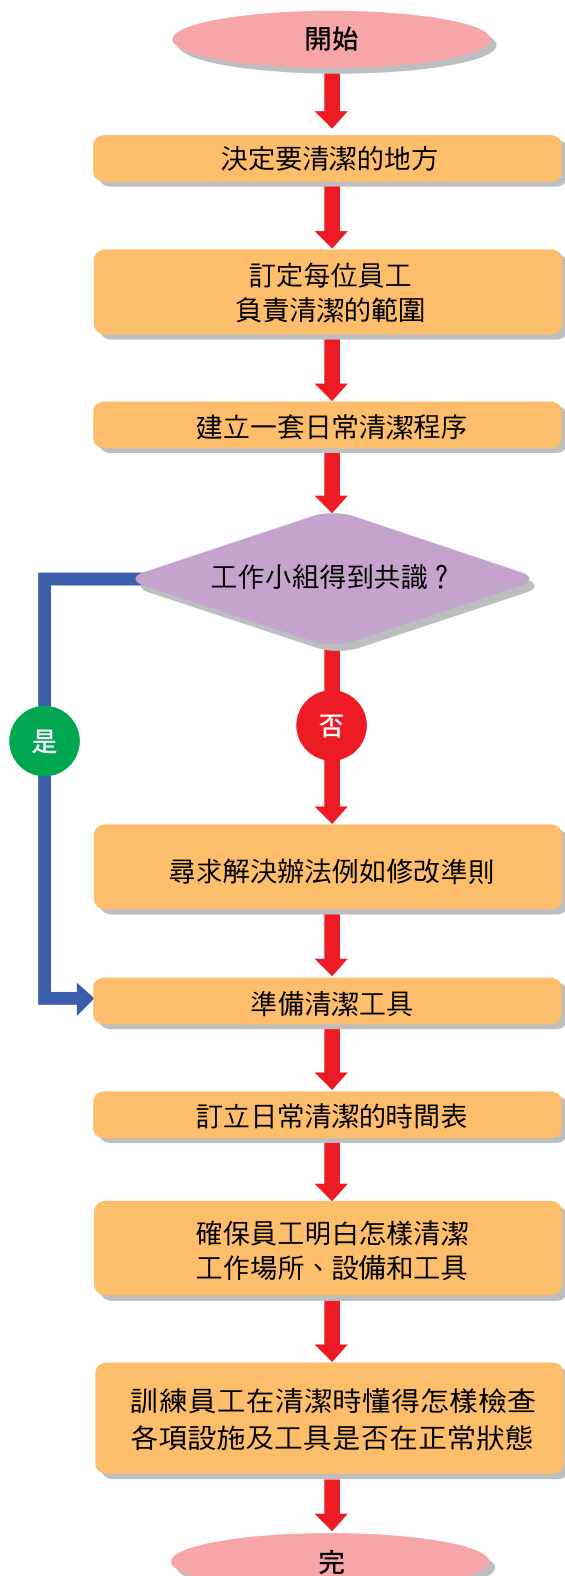 開始
決定要清潔的地方
訂定每位員工
負責清潔的範圍
建立一套日常清潔程序
工作小組得到共識？
是
否
尋求解決辦法例如修改準則
準備清潔工具
訂立日常清潔的時間表
確保員工明白怎樣清潔
工作場所、設備和工具
訓練員工在清潔時懂得怎樣檢查
各項設施及工具是否在正常狀態
完